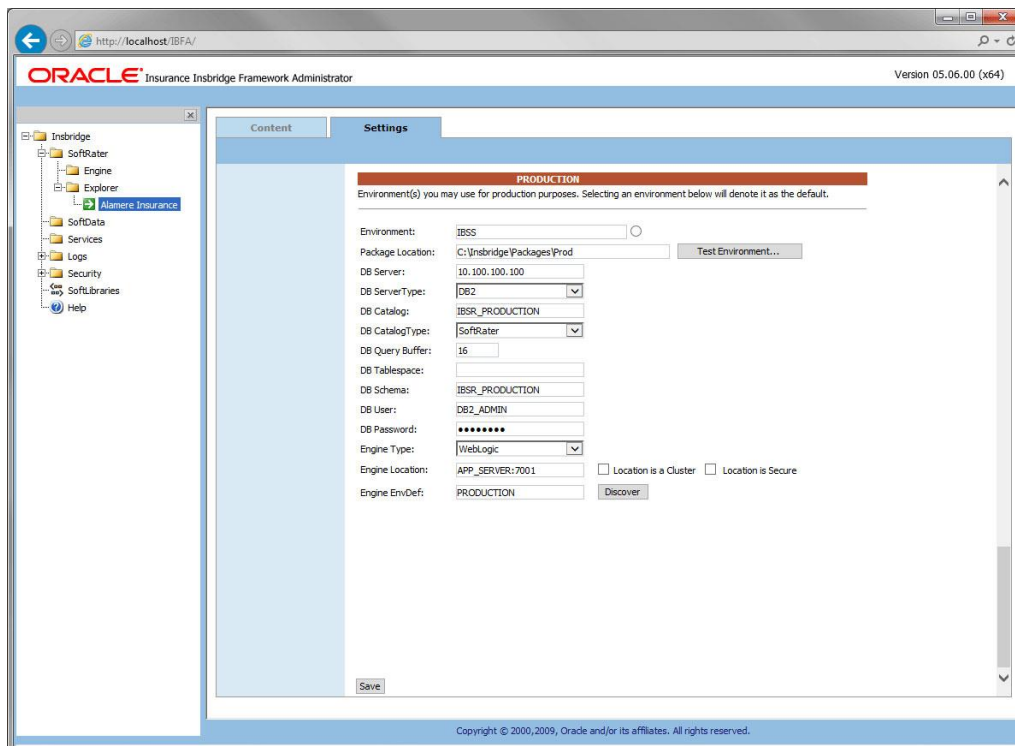 http://localhost/IBFA/
ORACLE Insurance Insbridge Framework Administrator
Version 05.06.00 (x64)
Insbridge
SoftRater
Engine
Explorer
Alamere Insurance
SoftData
Services
Logs
Security
SoftLibraries
Help
Content Settings
PRODUCTION
Environment(s) you may use for production purposes. Selecting an environment below will denote it as the default.
Environment: IBSS
Package Location: C:\Insbridge\Packages\Prod Test Environment...
DB Server: 10.100.100.100
DB ServerType: DB2
DB Catalog: IBSR_PRODUCTION
DB CatalogType: SoftRater
DB Query Buffer: 16
DB Tablespace:
DB Schema: IBSR_PRODUCTION
DB User: DB2_ADMIN
DB Password: ••••••••
Engine Type: WebLogic
Engine Location: APP_SERVER:7001 Location is a Cluster Location is Secure
Engine EnvDef: PRODUCTION Discover
Save
Copyright © 2000,2009, Oracle and/or its affiliates. All rights reserved.